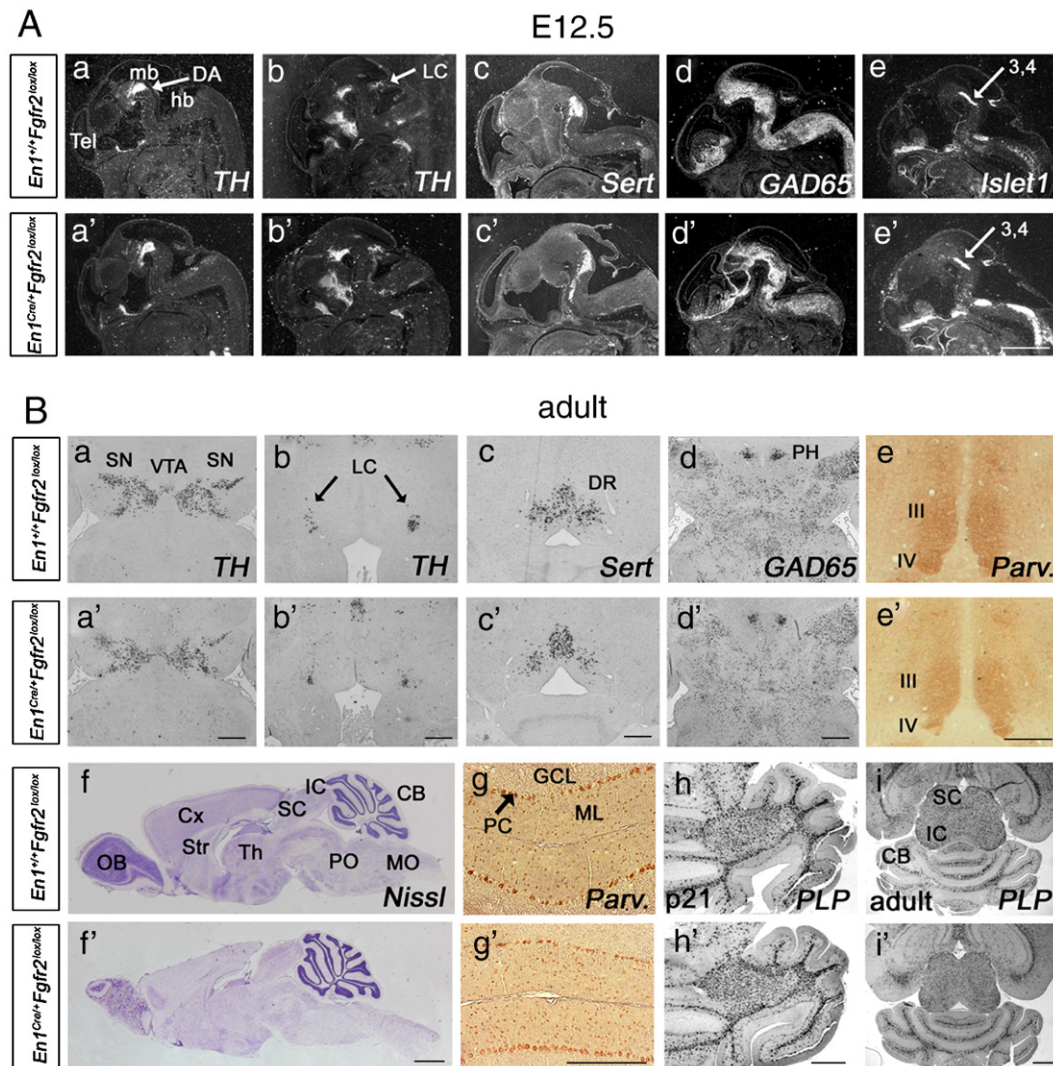 A
E12.5
En1+/+Fgfr2lox/lox
a
mb
DA
hb
Tel
TH
b
LC
TH
c
Sert
d
GAD65
e
3,4
Islet1
En1Cre/+Fgfr2lox/lox
a'
b'
c'
d'
e'
3,4
B
adult
En1+/+Fgfr2lox/lox
a
SN VTA SN
TH
b
LC
TH
c
DR
Sert
d
PH
GAD65
e
III
IV
Parv.
En1Cre/+Fgfr2lox/lox
a'
b'
c'
d'
e'
III
IV
En1+/+Fgfr2lox/lox
f
IC
CB
SC
Cx
Str
Th
OB
PO
MO
Nissl
g
GCL
PC
ML
Parv.
h
p21
PLP
i
SC
IC
CB
adult
PLP
En1Cre/+Fgfr2lox/lox
f'
g'
h'
i'